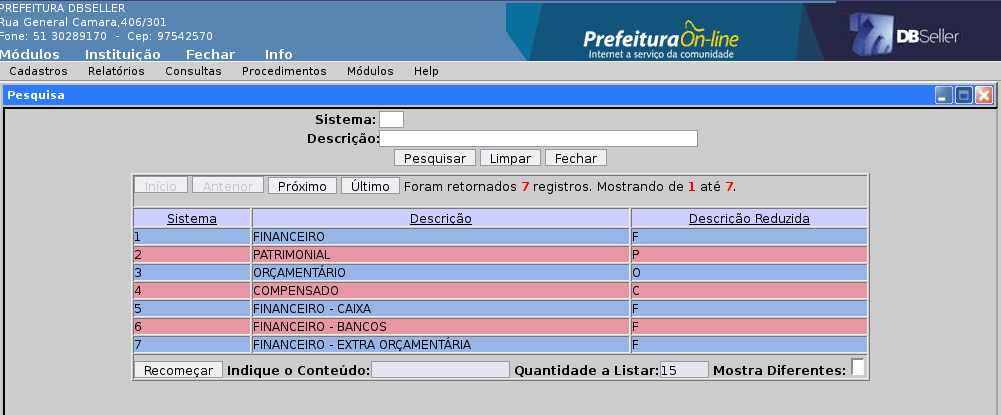 PREFEITURA DBSELLER
Rua General Camara,406/301
Fone: 51 30289170 - Cep: 97542570
Módulos Instituição Fechar Info
PrefeituraOn-line
Internet a serviço da comunidade
DBSeller
Cadastros Relatórios Consultas Procedimentos Módulos Help
Pesquisa
Sistema:
Descrição:
Pesquisar Limpar Fechar
Início Anterior Próximo Último Foram retornados 7 registros. Mostrando de 1 até 7.
Sistema Descrição Descrição Reduzida
1 FINANCEIRO F
2 PATRIMONIAL P
3 ORÇAMENTÁRIO O
4 COMPENSADO C
5 FINANCEIRO - CAIXA F
6 FINANCEIRO - BANCOS F
7 FINANCEIRO - EXTRA ORÇAMENTÁRIA F
Recomeçar Indique o Conteúdo: Quantidade a Listar: 15 Mostra Diferentes: